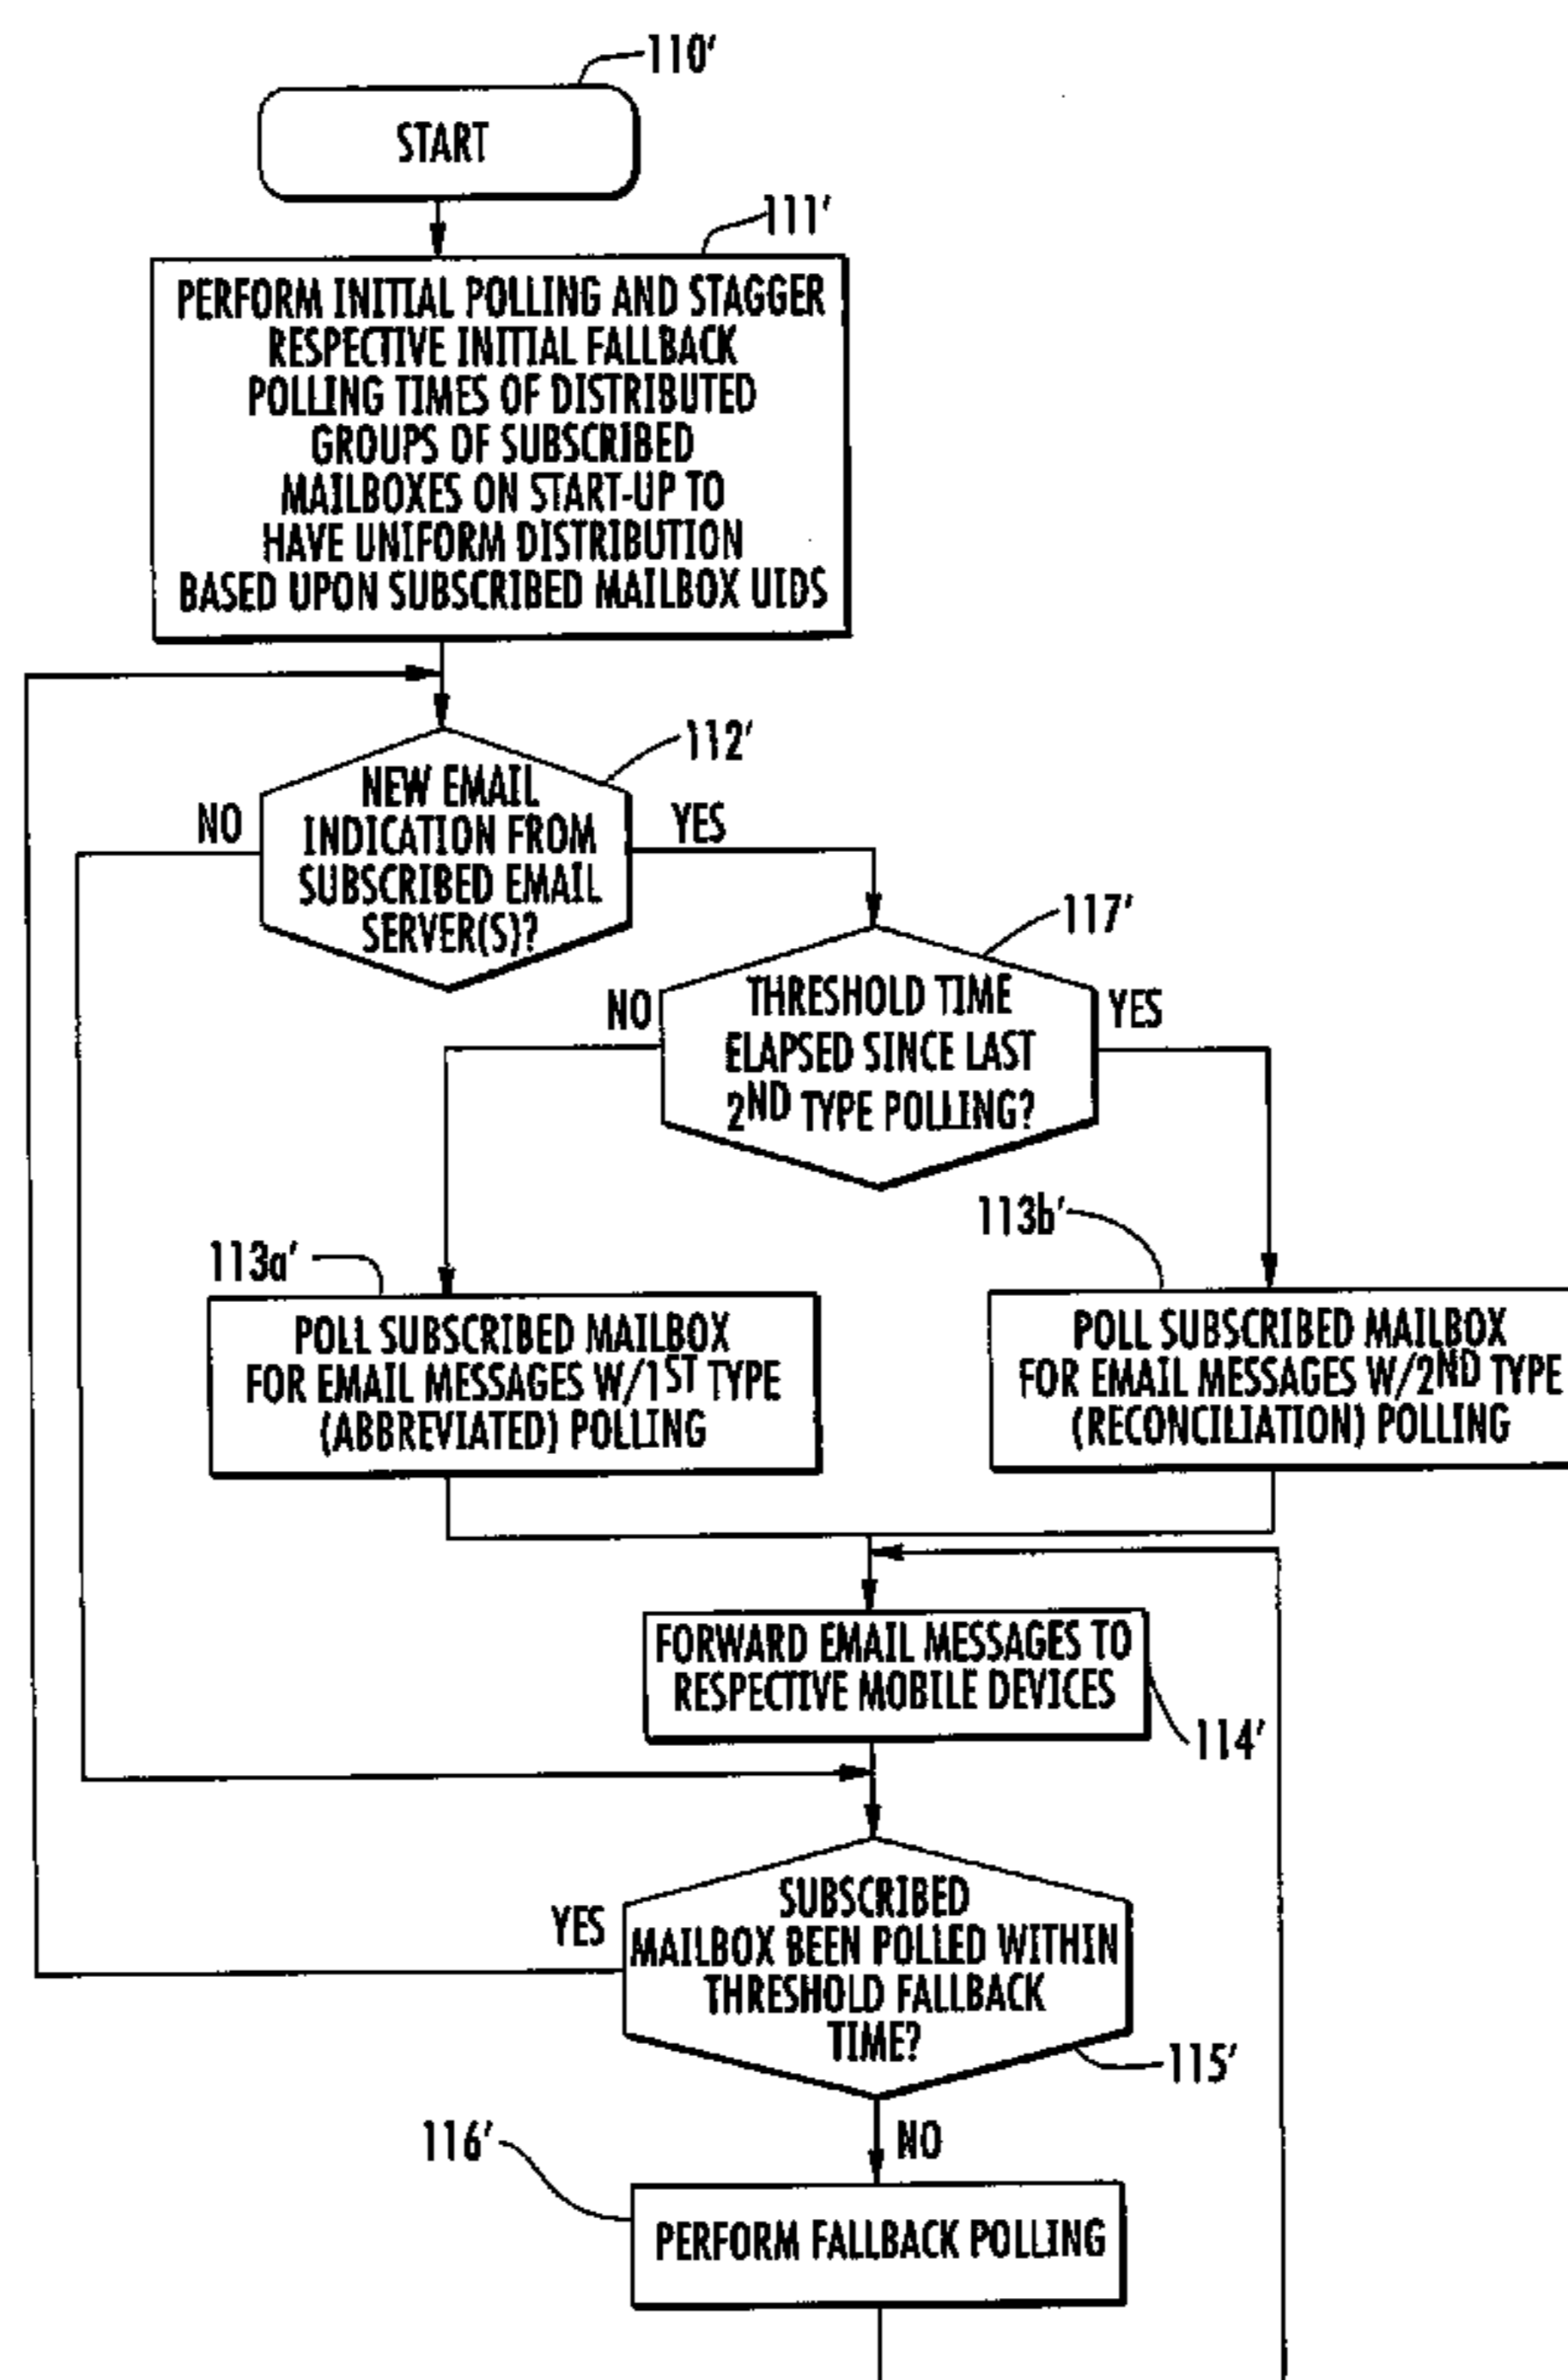 110'
START
111'
PERFORM INITIAL POLLING AND STAGGER
RESPECTIVE INITIAL FALLBACK
POLLING TIMES OF DISTRIBUTED
GROUPS OF SUBSCRIBED
MAILBOXES ON START-UP TO
HAVE UNIFORM DISTRIBUTION
BASED UPON SUBSCRIBED MAILBOX UIDS
112'
NEW EMAIL
INDICATION FROM
SUBSCRIBED EMAIL
SERVER(S)?
NO
YES
117'
THRESHOLD TIME
ELAPSED SINCE LAST
2ND TYPE POLLING?
NO
YES
113a'
POLL SUBSCRIBED MAILBOX
FOR EMAIL MESSAGES W/1ST TYPE
(ABBREVIATED) POLLING
113b'
POLL SUBSCRIBED MAILBOX
FOR EMAIL MESSAGES W/2ND TYPE
(RECONCILIATION) POLLING
FORWARD EMAIL MESSAGES TO
RESPECTIVE MOBILE DEVICES
114'
YES
SUBSCRIBED
MAILBOX BEEN POLLED WITHIN
THRESHOLD FALLBACK
TIME?
115'
NO
116'
PERFORM FALLBACK POLLING